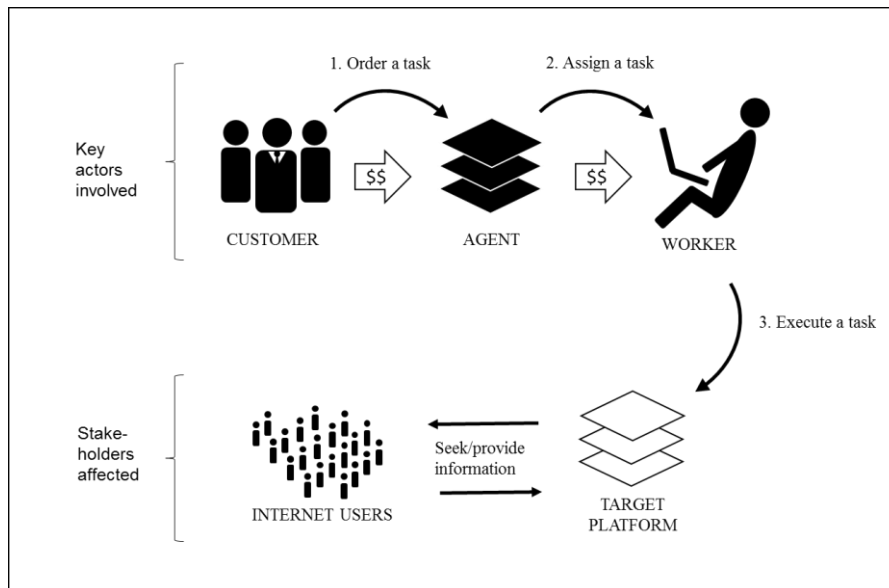 1. Order a task
2. Assign a task
Key
actors
involved
$$
$$
CUSTOMER
AGENT
WORKER
3. Execute a task
Stake-
holders
affected
Seek/provide
information
INTERNET USERS
TARGET
PLATFORM